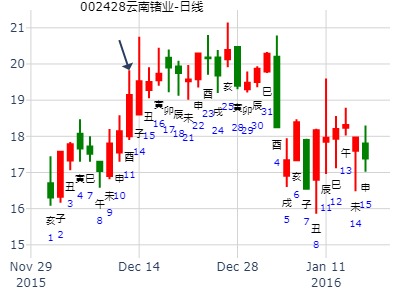 002428云南锗业-日线
21
20
19
18
17
16
15
亥
1
子
2
丑
3
寅
4
巳
7
午
8
未
9
申
10
酉
11
子
14
丑
15
寅
16
卯
17
辰
18
未
21
申
22
酉
23
戌
24
亥
25
寅
28
卯
29
辰
30
巳
31
酉
4
戌
5
亥
6
子
7
丑
8
辰
11
巳
12
午
13
未
14
申
15
Nov 29
2015
Dec 14
Dec 28
Jan 11
2016